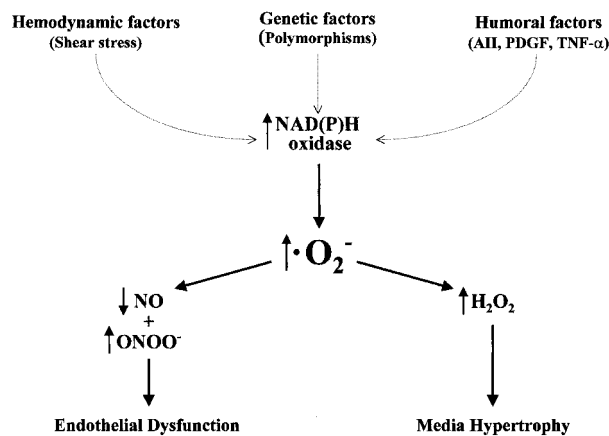 Hemodynamic factors
(Shear stress)
Genetic factors
(Polymorphisms)
Humoral factors
(AII, PDGF, TNF-α)
↑NAD(P)H
oxidase
↑·O₂⁻
↓NO
+
↑ONOO⁻
↑H₂O₂
Endothelial Dysfunction
Media Hypertrophy